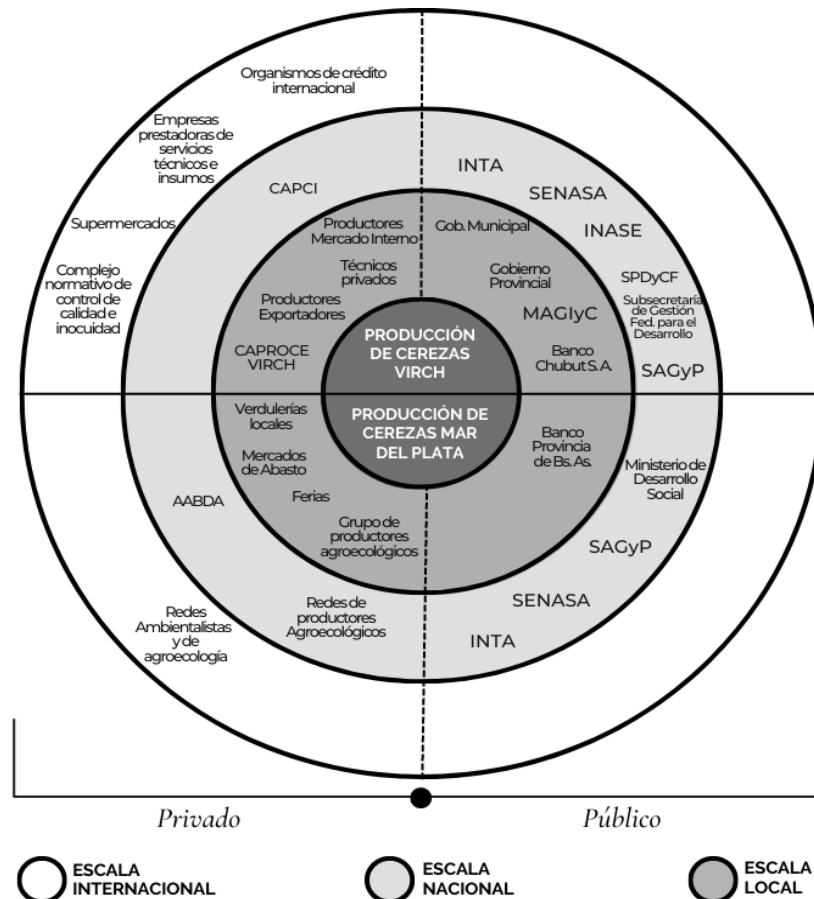 Organismos de crédito
internacional
Empresas
prestadoras de
servicios
técnicos e
insumos
Supermercados
Complejo
normativo de
control de
calidad e
inocuidad
CAPCI
INTA
SENASA
INASE
SPDyCF
Subsecretaría
de Gestión
Fed. para el
Desarrollo
SAGyP
Productores
Mercado Interno
Técnicos
privados
Productores
Exportadores
CAPROCE
VIRCH
Gob. Municipal
Gobierno
Provincial
MAGIyC
Banco
Chubut S. A.
PRODUCCIÓN
DE CEREZAS
VIRCH
PRODUCCIÓN DE
CEREZAS MAR
DEL PLATA
Verdulerías
locales
Mercados
de Abasto
Ferias
Grupo de
productores
agroecológicos
Banco
Provincia
de Bs. As.
AABDA
Redes de
productores
Agroecológicos
Ministerio de
Desarrollo
Social
SAGyP
SENASA
INTA
Redes
Ambientalistas
y de
agroecología
Privado
Público
ESCALA
INTERNACIONAL
ESCALA
NACIONAL
ESCALA
LOCAL